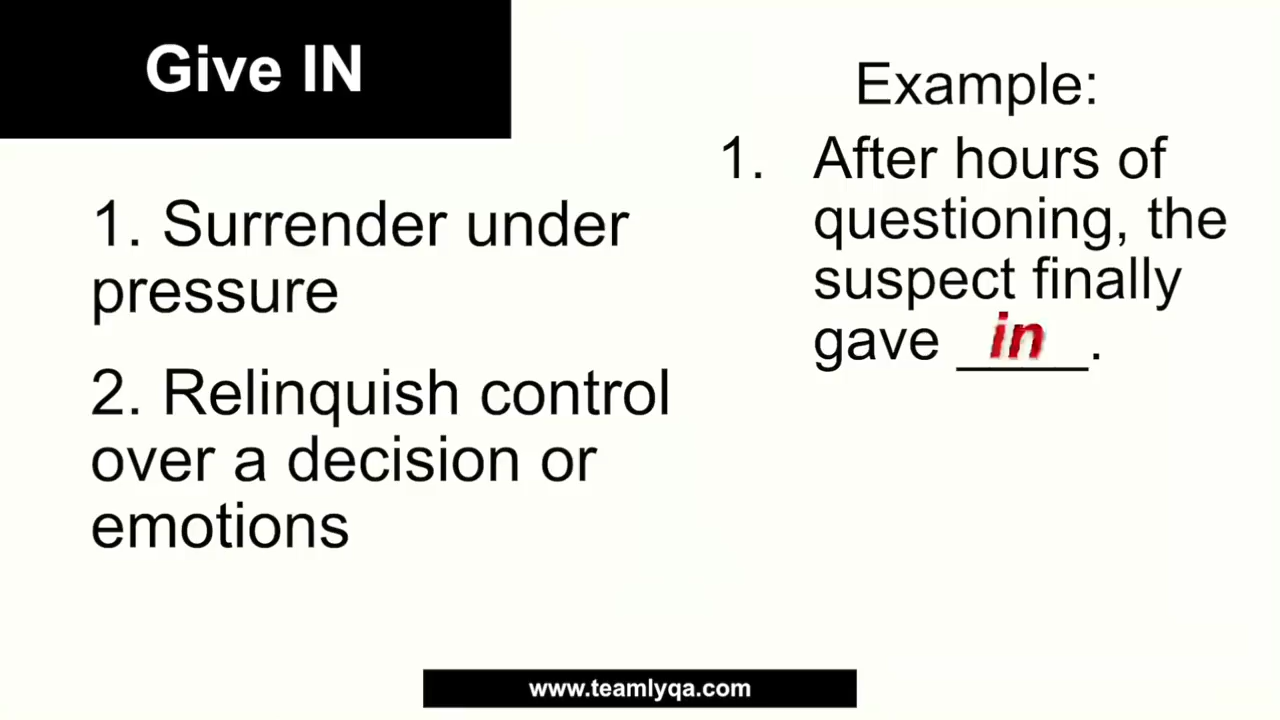 Give IN
1. Surrender under
pressure
2. Relinquish control
over a decision or
emotions
Example:
1. After hours of
questioning, the
suspect finally
gave __in__.
www.teamlyqa.com